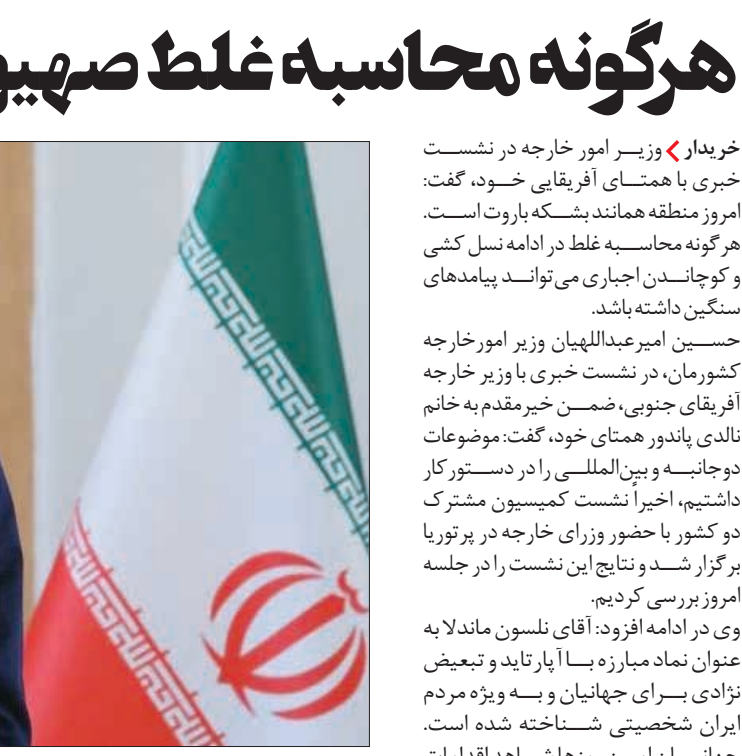 هرگونه محاسبه غلط
خریدار > وزیر امور خارجه در نشست
خبری با همتای آفریقایی خود، گفت:
امروز منطقه همانند بشکه باروت است.
هرگونه محاسبه غلط در ادامه نسل کشی
و کوچاندن اجباری می‌تواند پیامدهای
سنگین داشته باشد.
حسین امیرعبداللهیان وزیر امورخارجه
کشورمان، در نشست خبری با وزیر خارجه
آفریقای جنوبی، ضمن خیرمقدم به خانم
نالدی پاندور همتای خود، گفت: موضوعات
دوجانبه و بین‌المللی را در دستور کار
داشتیم، اخیراً نشست کمیسیون مشترک
دو کشور با حضور وزرای خارجه در پرتوریا
برگزار شد و نتایج این نشست را در جلسه
امروز بررسی کردیم.
وی در ادامه افزود: آقای نلسون ماندلا به
عنوان نماد مبارزه با آپارتاید و تبعیض
نژادی برای جهانیان و به ویژه مردم
ایران شخصیتی شناخته شده است.